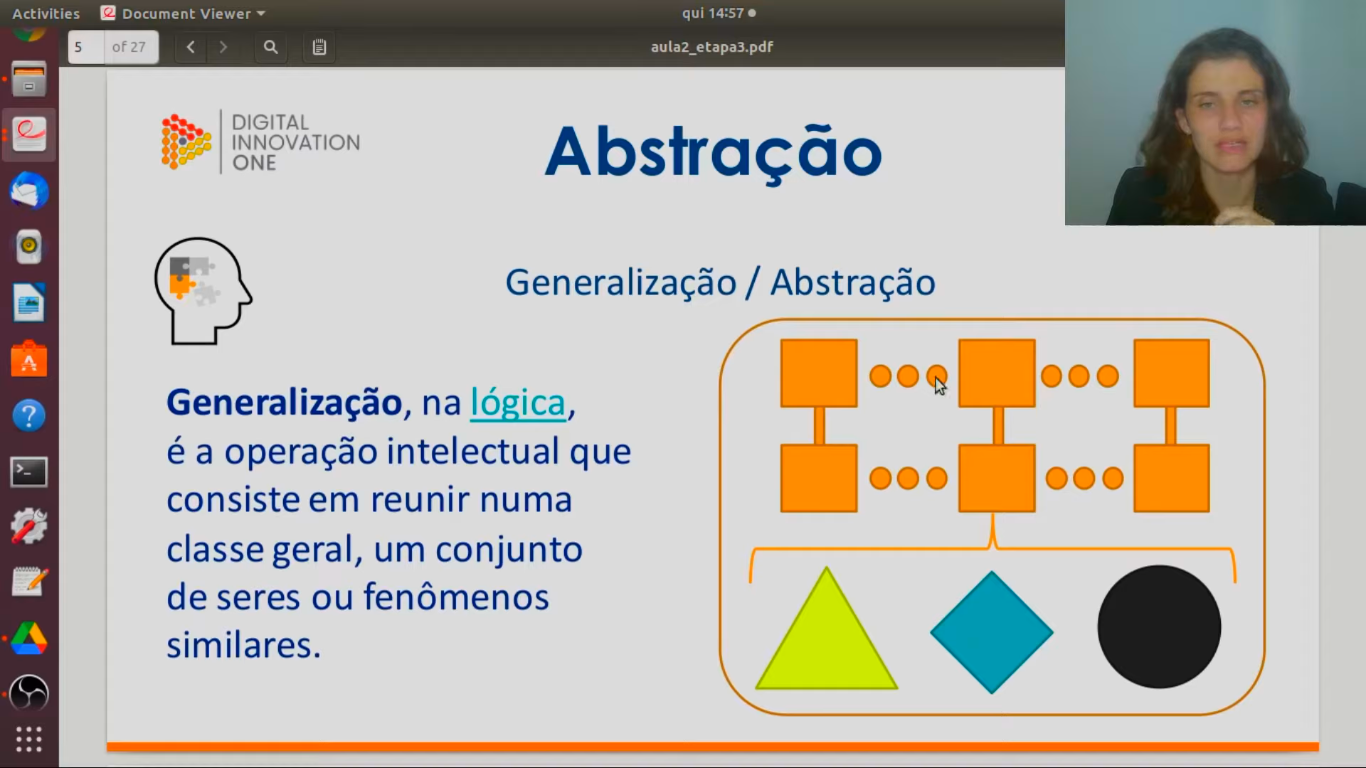 Activities
Document Viewer
qui 14:57
5 of 27
aula2_etapa3.pdf
DIGITAL
INNOVATION
ONE
Abstração
Generalização / Abstração
Generalização, na lógica,
é a operação intelectual que
consiste em reunir numa
classe geral, um conjunto
de seres ou fenômenos
similares.